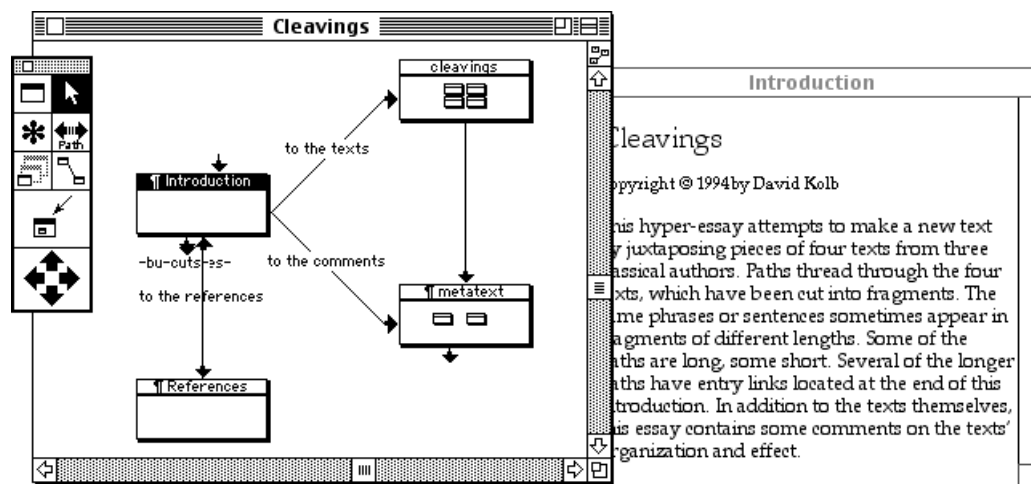 Cleavings
Path
cleavings
to the texts
¶ Introduction
-bu-cuts-es-
to the comments
to the references
¶ metatext
¶ References
Introduction
leavings
opyright © 1994 by David Kolb
his hyper-essay attempts to make a new text
y juxtaposing pieces of four texts from three
assical authors. Paths thread through the four
xts, which have been cut into fragments. The
me phrases or sentences sometimes appear in
agments of different lengths. Some of the
aths are long, some short. Several of the longer
aths have entry links located at the end of this
troduction. In addition to the texts themselves,
is essay contains some comments on the texts'
rganization and effect.